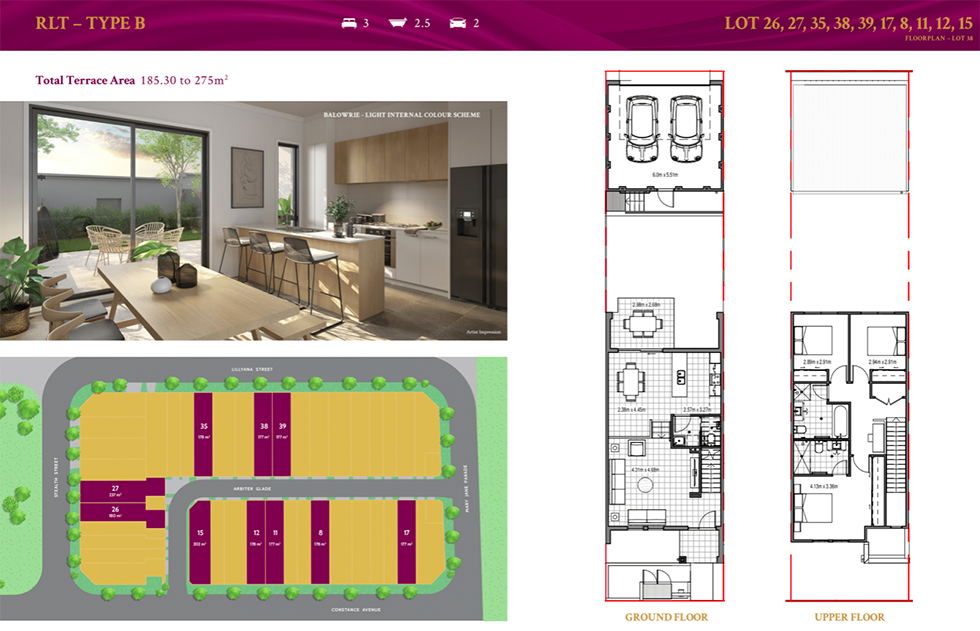 RLT – TYPE B
3 2.5 2
LOT 26, 27, 35, 38, 39, 17, 8, 11, 12, 15
FLOORPLAN – LOT 38
Total Terrace Area 185.30 to 275m²
BALOWRIE - LIGHT INTERNAL COLOUR SCHEME
Artist Impression
LILLYANA STREET
STEALTH STREET
ARBITER GLADE
MARY JANE PARADE
CONSTANCE AVENUE
35
178 m²
38
177 m²
39
177 m²
27
237 m²
26
180 m²
15
202 m²
12
178 m²
11
177 m²
8
178 m²
17
177 m²
6.0m x 5.51m
2.98m x 2.68m
2.38m x 4.45m
2.57m x 3.27m
4.31m x 4.88m
GROUND FLOOR
2.89m x 2.91m
2.94m x 2.91m
4.13m x 3.36m
UPPER FLOOR